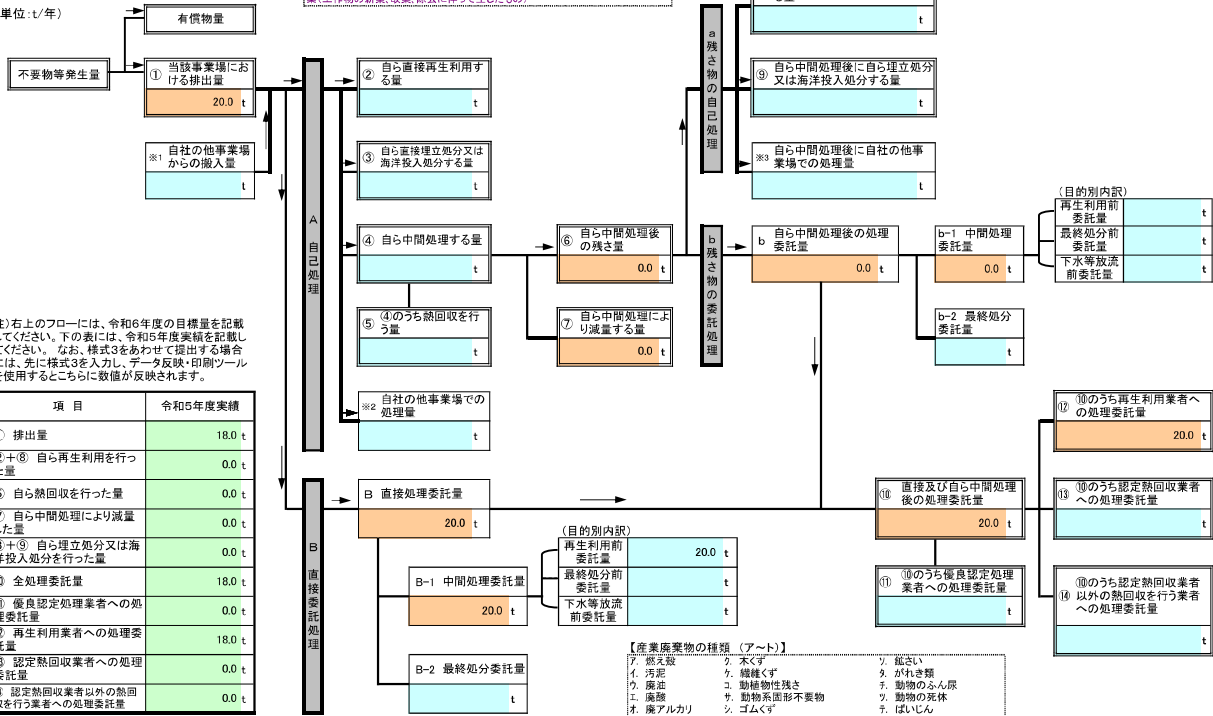 単位:t/年)
有償物量
不要物等発生量
① 当該事業場にお
ける排出量
20.0 t
※1 自社の他事業場
からの搬入量
t
A 自己処理
② 自ら直接再生利用す
る量
t
③ 自ら直接埋立処分又は
海洋投入処分する量
t
④ 自ら中間処理する量
t
⑤ ④のうち熱回収を行
う量
t
※2 自社の他事業場での
処理量
t
⑥ 自ら中間処理後
の残さ量
0.0 t
⑦ 自ら中間処理によ
り減量する量
0.0 t
a 残さ物の自己処理
t
⑨ 自ら中間処理後に自ら埋立処分
又は海洋投入処分する量
t
※3 自ら中間処理後に自社の他事
業場での処理量
t
b 残さ物の委託処理
b 自ら中間処理後の処理
委託量
0.0 t
b-1 中間処理
委託量
0.0 t
b-2 最終処分
委託量
t
(目的別内訳)
再生利用前
委託量 t
最終処分前
委託量 t
下水等放流
前委託量 t
注)右上のフローには、令和6年度の目標量を記載
してください。下の表には、令和5年度実績を記載し
てください。 なお、様式3をあわせて提出する場合
には、先に様式3を入力し、データ反映・印刷ツール
を使用するとこちらに数値が反映されます。
項 目 令和5年度実績
排出量 18.0 t
②+⑧ 自ら再生利用を行っ
た量 0.0 t
自ら熱回収を行った量 0.0 t
自ら中間処理により減量
した量 0.0 t
③+⑨ 自ら埋立処分又は海
洋投入処分を行った量 0.0 t
全処理委託量 18.0 t
優良認定処理業者への処
理委託量 0.0 t
再生利用業者への処理委
託量 18.0 t
認定熱回収業者への処理
委託量 0.0 t
認定熱回収業者以外の熱回
収を行う業者への処理委託量 0.0 t
B 直接委託処理
B 直接処理委託量
20.0 t
B-1 中間処理委託量
20.0 t
B-2 最終処分委託量
t
(目的別内訳)
再生利用前
委託量 20.0 t
最終処分前
委託量 t
下水等放流
前委託量 t
⑩ 直接及び自ら中間処理
後の処理委託量
20.0 t
⑪ ⑩のうち優良認定処理
業者への処理委託量
t
⑫ ⑩のうち再生利用業者へ
の処理委託量
20.0 t
⑬ ⑩のうち認定熱回収業者
への処理委託量
t
⑭ ⑩のうち認定熱回収業者
以外の熱回収を行う業者
への処理委託量
t
【産業廃棄物の種類 (ア~ト)】
ア. 燃え殻 ク. 木くず ソ. 鉱さい
イ. 汚泥 ケ. 繊維くず タ. がれき類
ウ. 廃油 コ. 動植物性残さ チ. 動物のふん尿
エ. 廃酸 サ. 動物系固形不要物 ツ. 動物の死体
オ. 廃アルカリ シ. ゴムくず テ. ばいじん